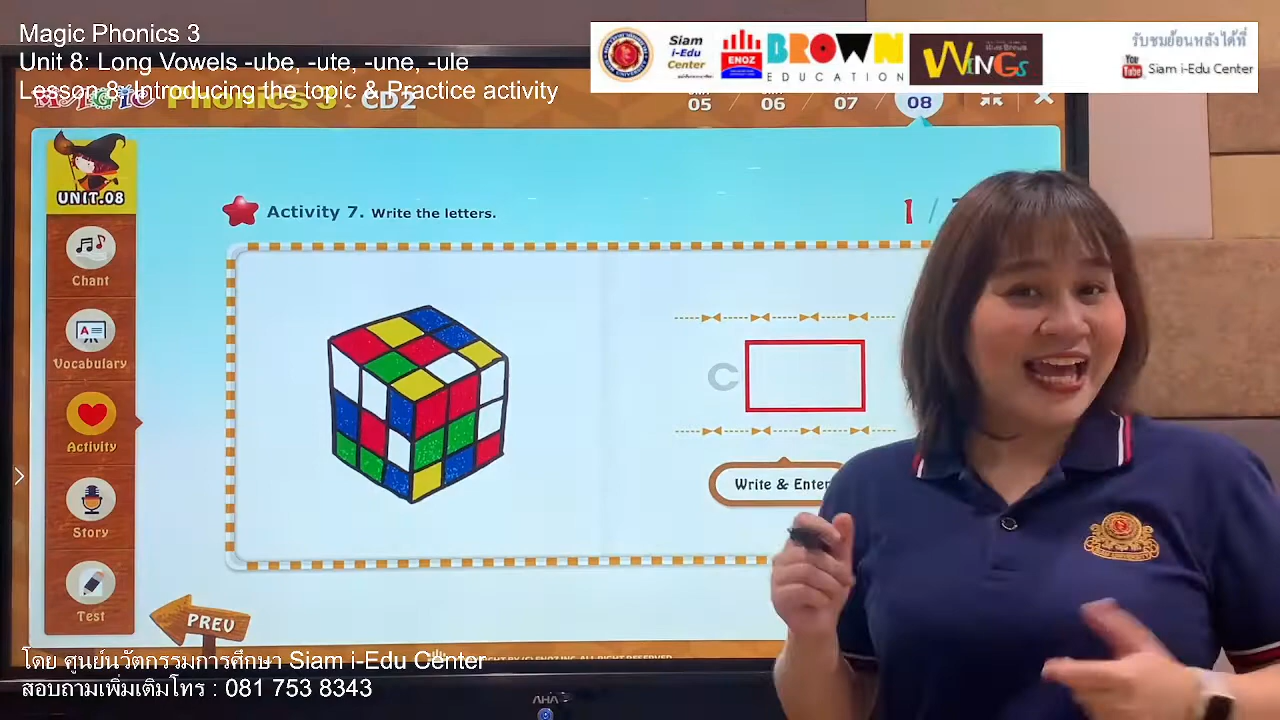 Magic Phonics 3
Unit 8: Long Vowels -ube, -ute, -une, -ule
Lesson 8: Introducing the topic & Practice activity
Siam
i-Edu
Center
ENOZ
BROWN
EDUCATION
WINGS
รับชมย้อนหลังได้ที่
You Tube Siam i-Edu Center
Magic Phonics 3 CD2
05 / 06 / 07 / 08
UNIT.08
Activity 7. Write the letters.
1 /
Chant
Vocabulary
Activity
Story
Test
c
Write & Enter
PREV
โดย ศูนย์นวัตกรรมการศึกษา Siam i-Edu Center
สอบถามเพิ่มเติมโทร : 081 753 8343